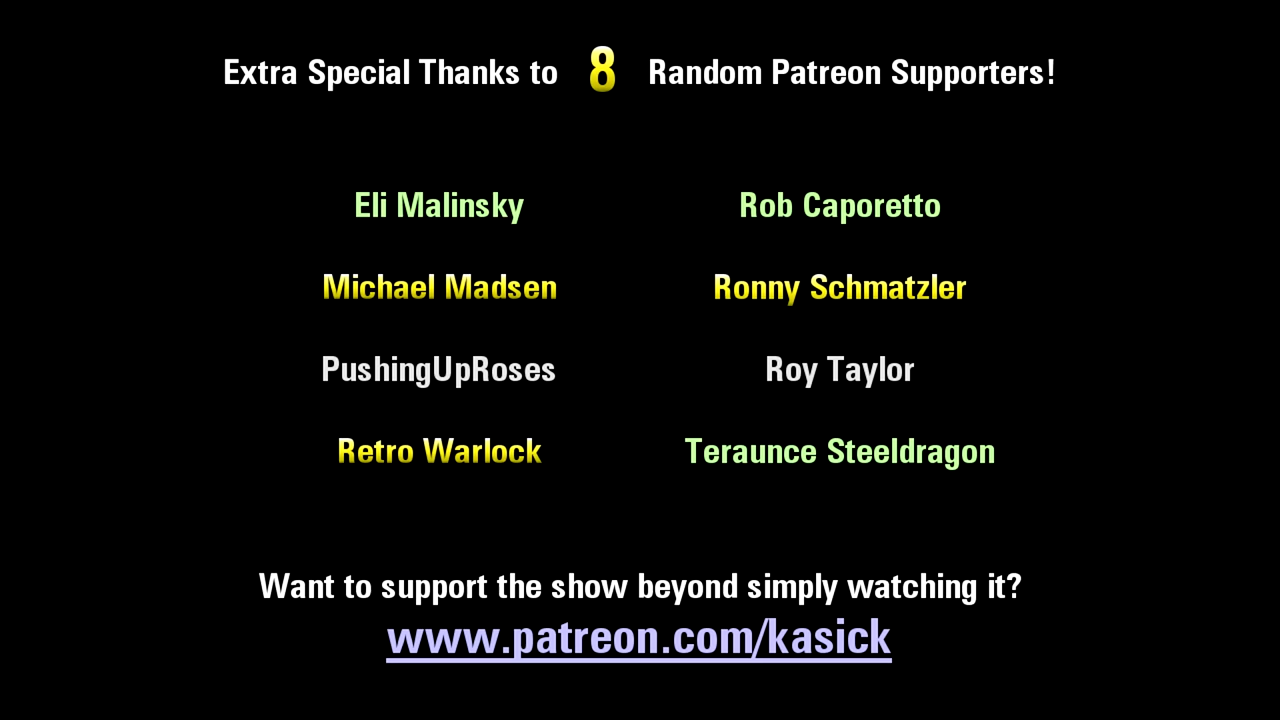 Extra Special Thanks to 8 Random Patreon Supporters!
Eli Malinsky Rob Caporetto
Michael Madsen Ronny Schmatzler
PushingUpRoses Roy Taylor
Retro Warlock Teraunce Steeldragon
Want to support the show beyond simply watching it?
www.patreon.com/kasick